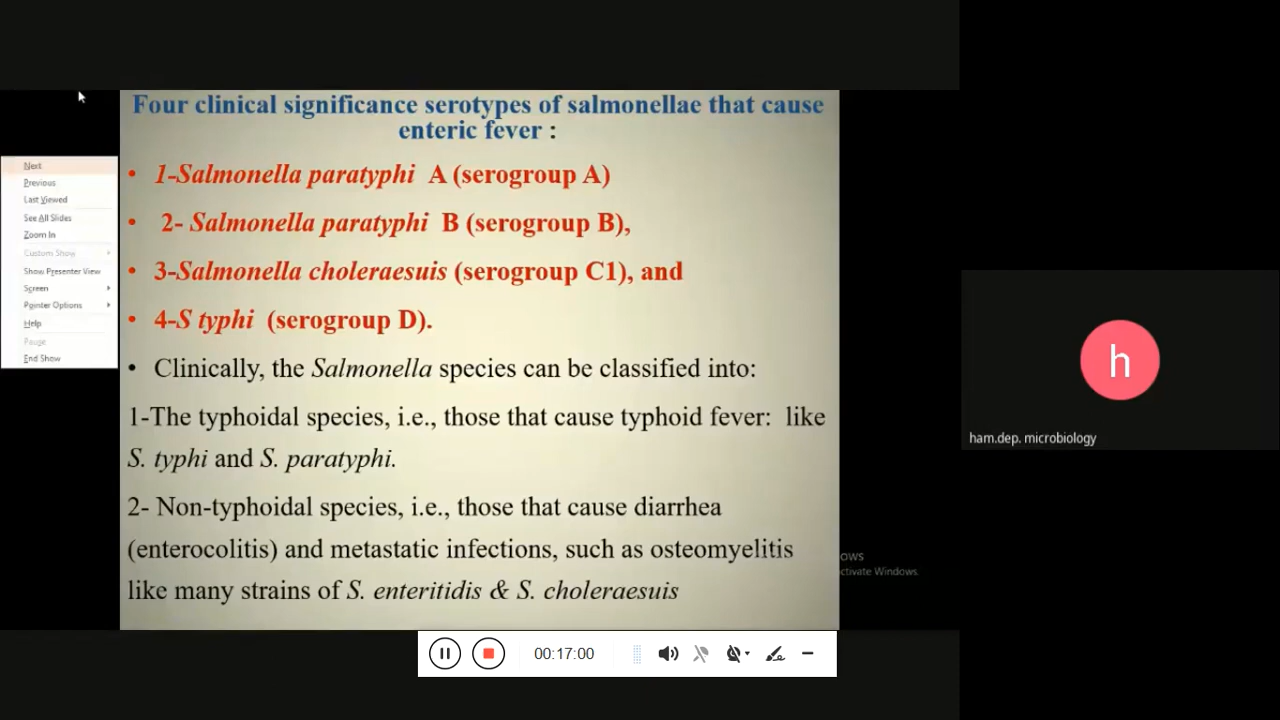 Four clinical significance serotypes of salmonellae that cause
enteric fever :
• 1-Salmonella paratyphi A (serogroup A)
• 2- Salmonella paratyphi B (serogroup B),
• 3-Salmonella choleraesuis (serogroup C1), and
• 4-S typhi (serogroup D).
• Clinically, the Salmonella species can be classified into:
1-The typhoidal species, i.e., those that cause typhoid fever: like
S. typhi and S. paratyphi.
2- Non-typhoidal species, i.e., those that cause diarrhea
(enterocolitis) and metastatic infections, such as osteomyelitis
like many strains of S. enteritidis & S. choleraesuis
Next
Previous
Last Viewed
See All Slides
Zoom In
Custom Show
Show Presenter View
Screen
Pointer Options
Help
Pause
End Show
h
ham.dep. microbiology
ows
ctivate Windows.
00:17:00